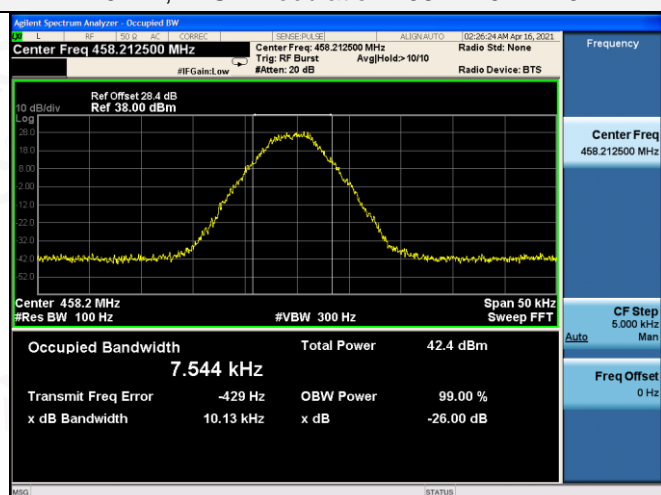 Agilent Spectrum Analyzer - Occupied BW
L RF 50 Ω AC CORREC SENSE:PULSE ALIGN AUTO 02:26:24 AM Apr 16, 2021
Center Freq 458.212500 MHz
Center Freq: 458.212500 MHz
Radio Std: None
Trig: RF Burst Avg|Hold:> 10/10
#IFGain:Low
#Atten: 20 dB
Radio Device: BTS
Ref Offset 28.4 dB
10 dB/div Ref 38.00 dBm
Log
28.0
18.0
8.00
-2.00
-12.0
-22.0
-32.0
-42.0
-52.0
Center 458.2 MHz
Span 50 kHz
#Res BW 100 Hz
#VBW 300 Hz
Sweep FFT
Occupied Bandwidth
Total Power 42.4 dBm
7.544 kHz
Transmit Freq Error -429 Hz
OBW Power 99.00 %
x dB Bandwidth 10.13 kHz
x dB -26.00 dB
MSG
STATUS
Frequency
Center Freq
458.212500 MHz
CF Step
5.000 kHz
Auto Man
Freq Offset
0 Hz